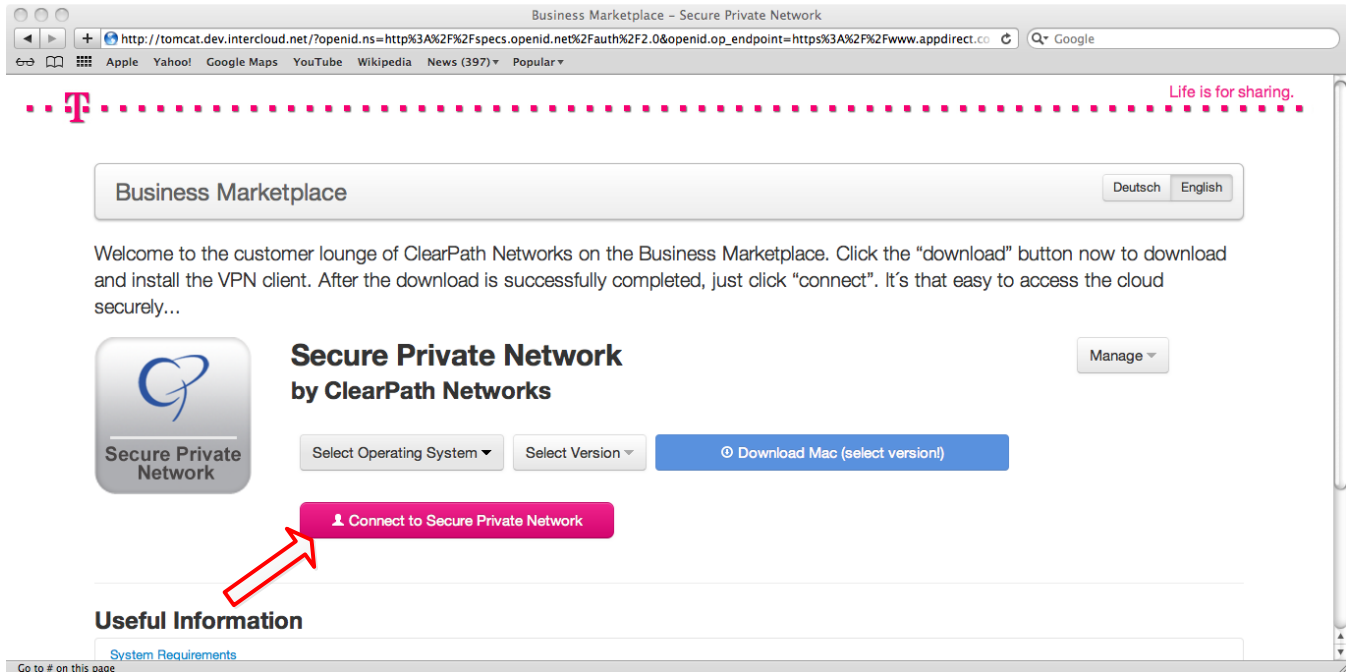 Business Marketplace – Secure Private Network
http://tomcat.dev.intercloud.net/?openid.ns=http%3A%2F%2Fspecs.openid.net%2Fauth%2F2.0&openid.op_endpoint=https%3A%2F%2Fwww.appdirect.co
Google
Apple Yahoo! Google Maps YouTube Wikipedia News (397) Popular
Life is for sharing.
T
Business Marketplace
Deutsch English
Welcome to the customer lounge of ClearPath Networks on the Business Marketplace. Click the “download” button now to download
and install the VPN client. After the download is successfully completed, just click “connect”. It´s that easy to access the cloud
securely...
Secure Private Network
Manage
by ClearPath Networks
Secure Private
Network
Select Operating System Select Version Download Mac (select version!)
Connect to Secure Private Network
Useful Information
System Requirements
Go to # on this page